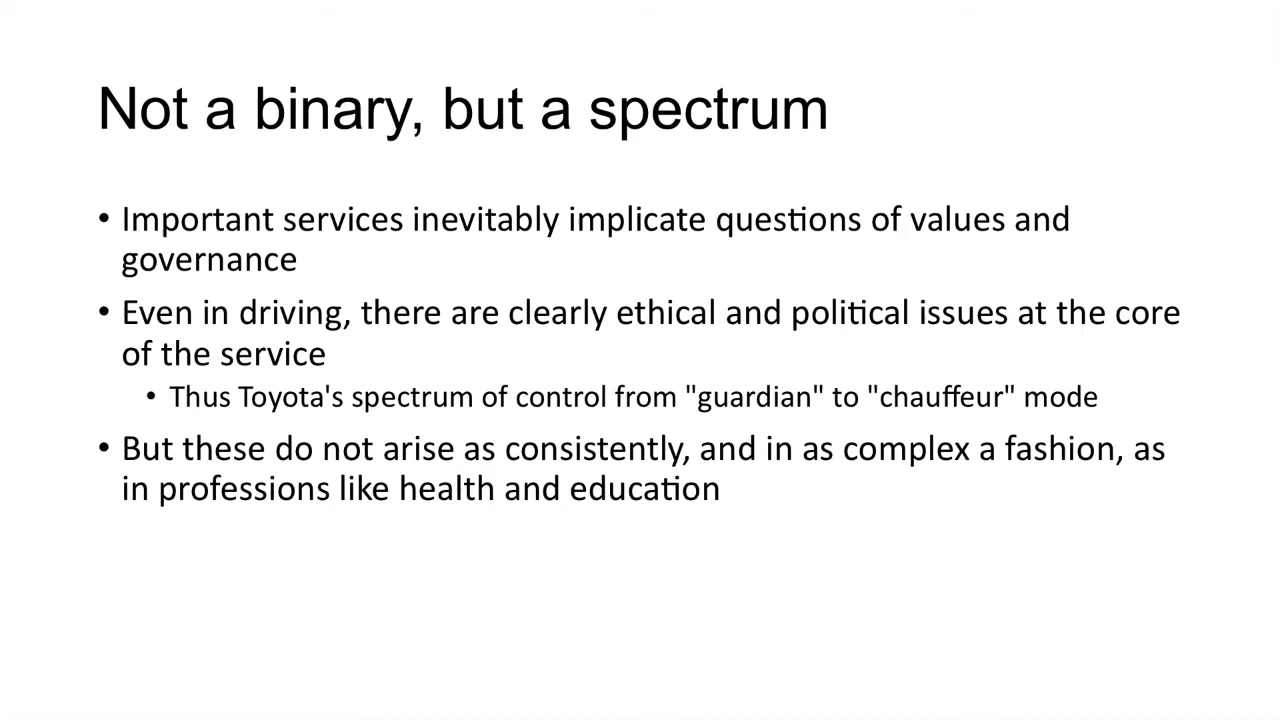 Not a binary, but a spectrum
• Important services inevitably implicate questions of values and
governance
• Even in driving, there are clearly ethical and political issues at the core
of the service
• Thus Toyota's spectrum of control from "guardian" to "chauffeur" mode
• But these do not arise as consistently, and in as complex a fashion, as
in professions like health and education